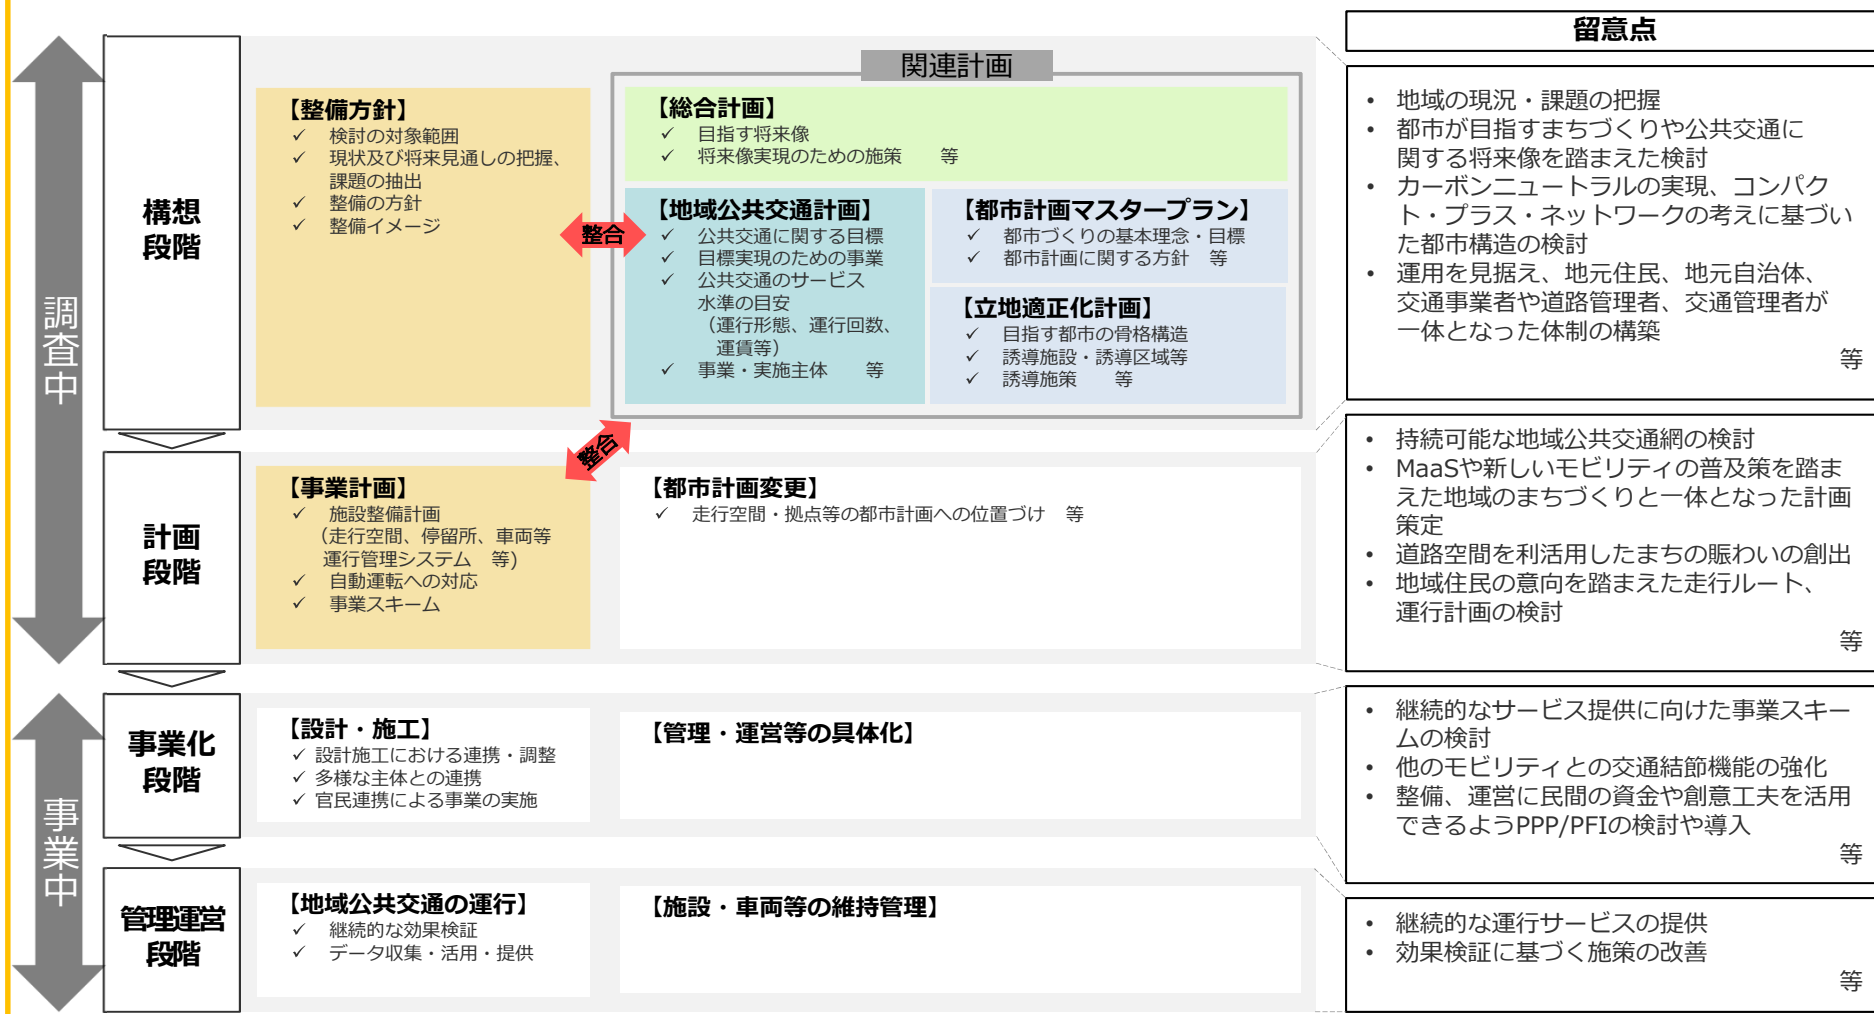 留意点
調査中
構想
段階
【整備方針】
✓ 検討の対象範囲
✓ 現状及び将来見通しの把握、
課題の抽出
✓ 整備の方針
✓ 整備イメージ
整合
関連計画
【総合計画】
✓ 目指す将来像
✓ 将来像実現のための施策 等
【地域公共交通計画】
✓ 公共交通に関する目標
✓ 目標実現のための事業
✓ 公共交通のサービス
水準の目安
（運行形態、運行回数、
運賃等）
✓ 事業・実施主体 等
【都市計画マスタープラン】
✓ 都市づくりの基本理念・目標
✓ 都市計画に関する方針 等
【立地適正化計画】
✓ 目指す都市の骨格構造
✓ 誘導施設・誘導区域等
✓ 誘導施策 等
• 地域の現況・課題の把握
• 都市が目指すまちづくりや公共交通に
関する将来像を踏まえた検討
• カーボンニュートラルの実現、コンパク
ト・プラス・ネットワークの考えに基づい
た都市構造の検討
• 運用を見据え、地元住民、地元自治体、
交通事業者や道路管理者、交通管理者が
一体となった体制の構築
等
整合
計画
段階
【事業計画】
✓ 施設整備計画
（走行空間、停留所、車両等
運行管理システム 等)
✓ 自動運転への対応
✓ 事業スキーム
【都市計画変更】
✓ 走行空間・拠点等の都市計画への位置づけ 等
• 持続可能な地域公共交通網の検討
• MaaSや新しいモビリティの普及策を踏ま
えた地域のまちづくりと一体となった計画
策定
• 道路空間を利活用したまちの賑わいの創出
• 地域住民の意向を踏まえた走行ルート、
運行計画の検討
等
事業中
事業化
段階
【設計・施工】
✓ 設計施工における連携・調整
✓ 多様な主体との連携
✓ 官民連携による事業の実施
【管理・運営等の具体化】
• 継続的なサービス提供に向けた事業スキー
ムの検討
• 他のモビリティとの交通結節機能の強化
• 整備、運営に民間の資金や創意工夫を活用
できるようPPP/PFIの検討や導入
等
管理運営
段階
【地域公共交通の運行】
✓ 継続的な効果検証
✓ データ収集・活用・提供
【施設・車両等の維持管理】
• 継続的な運行サービスの提供
• 効果検証に基づく施策の改善
等